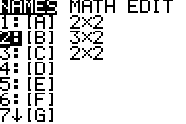 NAMES MATH EDIT
1:[A] 2×2
2:[B] 3×2
3:[C] 2×2
4:[D]
5:[E]
6:[F]
7↓[G]